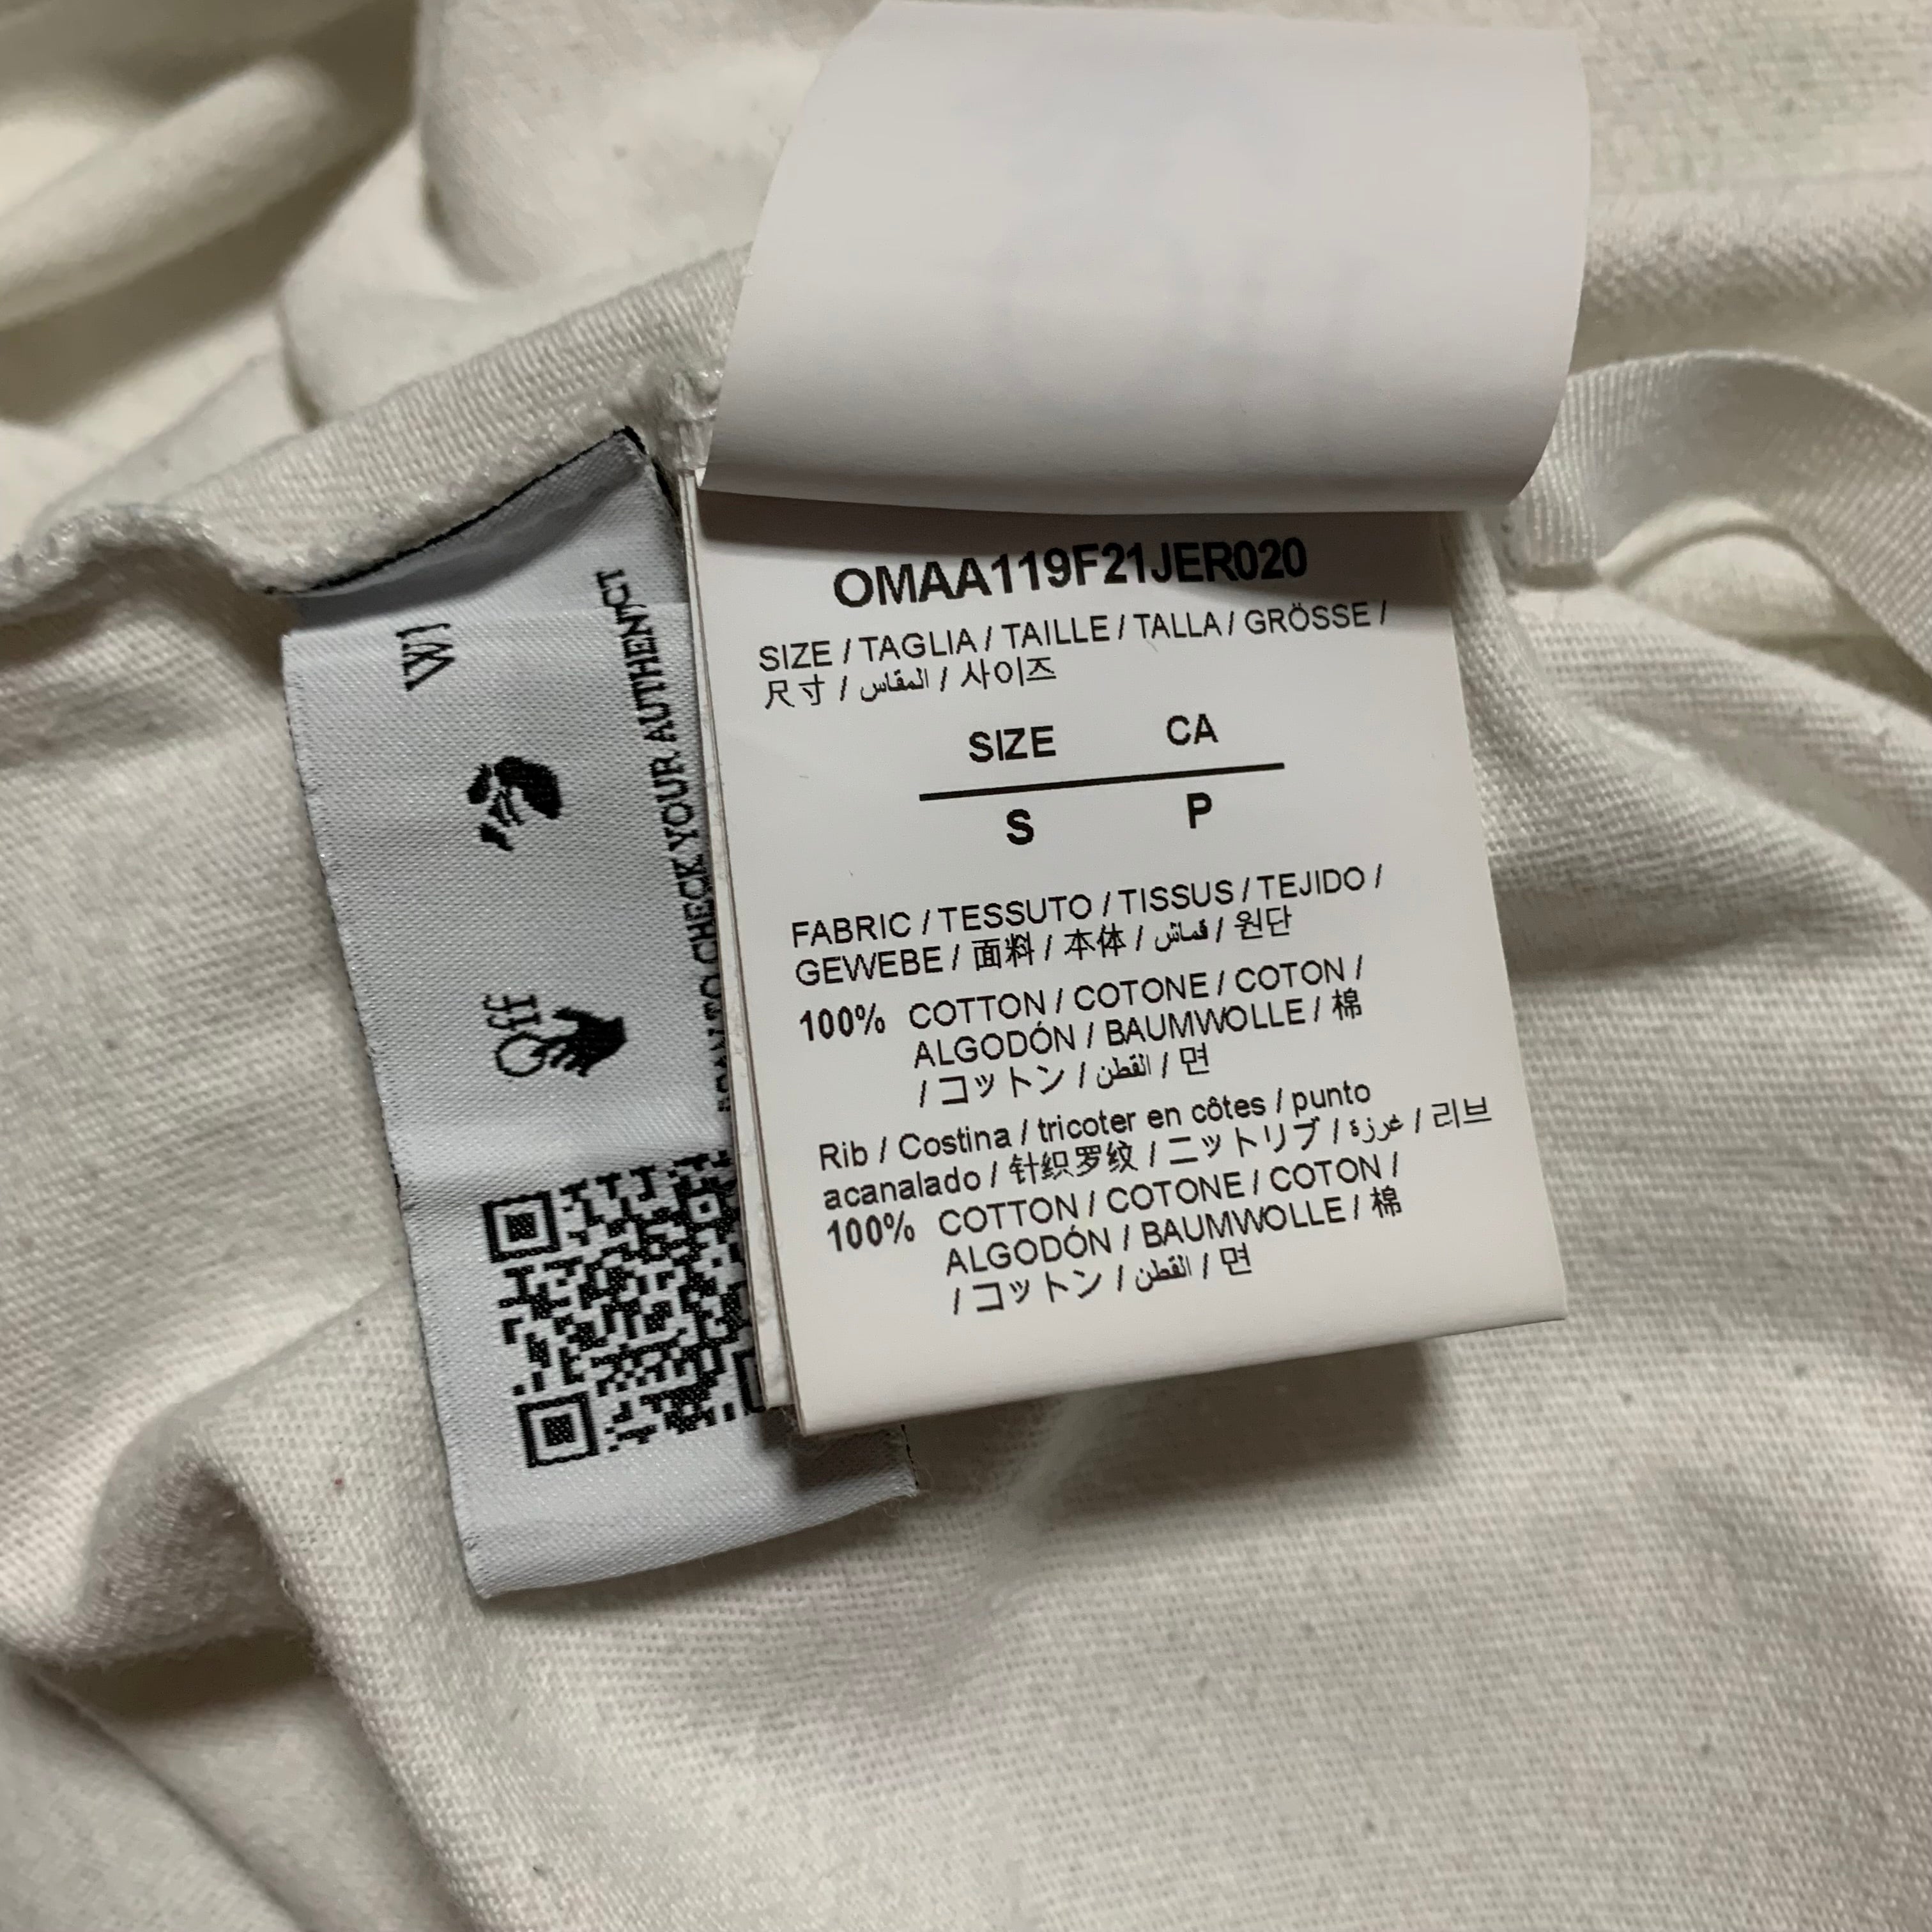 OMAA119F21JER020
SIZE / TAGLIA / TAILLE / TALLA / GRÖSSE /
尺寸 / المقاس / 사이즈
SIZE CA
S P
FABRIC / TESSUTO / TISSUS / TEJIDO /
GEWEBE / 面料 / 本体 / قماش / 원단
100% COTTON / COTONE / COTON /
ALGODÓN / BAUMWOLLE / 棉
/ コットン / القطن / 면
Rib / Costina / tricoter en côtes / punto
acanalado / 针织罗纹 / ニットリブ / غرزة / 리브
100% COTTON / COTONE / COTON /
ALGODÓN / BAUMWOLLE / 棉
/ コットン / القطن / 면
Off
TO CHECK YOUR AUTHENTICT